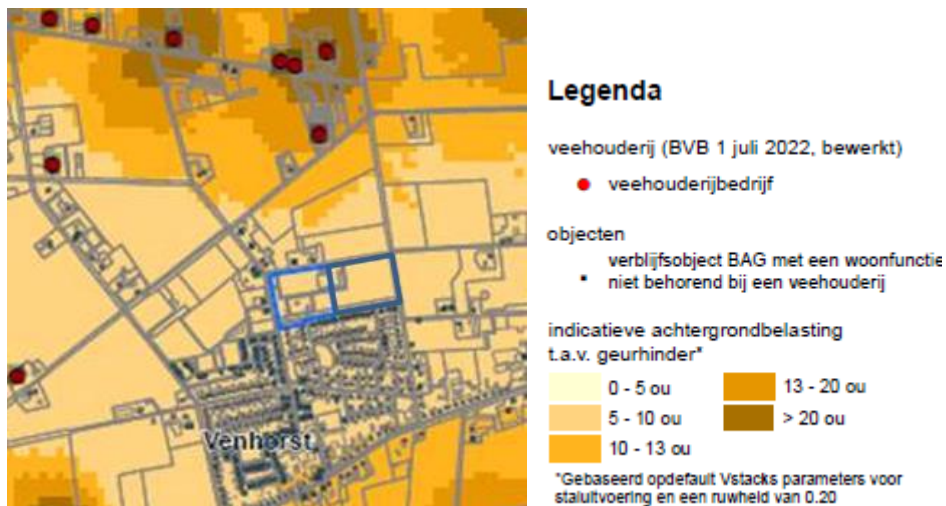 Venhorst
Legenda
veehouderij (BVB 1 juli 2022, bewerkt)
veehouderijbedrijf
objecten
verblijfsobject BAG met een woonfunctie
niet behorend bij een veehouderij
indicatieve achtergrondbelasting
t.a.v. geurhinder*
0 - 5 ou
13 - 20 ou
5 - 10 ou
> 20 ou
10 - 13 ou
*Gebaseerd opdefault Vstacks parameters voor
staluitvoering en een ruwheid van 0.20